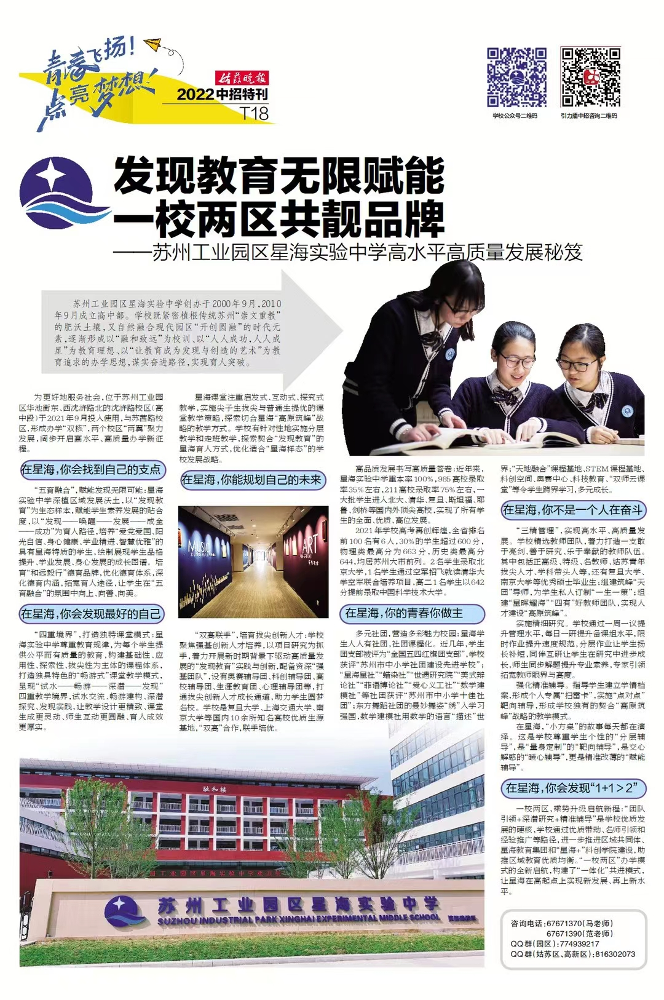 青春飞扬！
点亮梦想！
姑苏晚报
2022中招特刊
T18
学校公众号二维码
引力播中招咨询二维码
发现教育无限赋能
一校两区共靓品牌
——苏州工业园区星海实验中学高水平高质量发展秘笈
苏州工业园区星海实验中学创办于2000年9月，2010
年9月成立高中部。学校既紧密植根传统苏州“崇文重教”
的肥沃土壤，又自然融合现代园区“开创圆融”的时代元
素，逐渐形成以“融和致远”为校训、以“人人成功，人人成
星”为教育理想、以“让教育成为发现与创造的艺术”为教
育追求的办学思想，谋实奋进路径，实现育人突破。
为更好地服务社会，位于苏州工业园
区华池街东、西沈浒路北的沈浒路校区（高
中段）于2021年9月投入使用，与苏茜路校
区，形成办学“双核”，两个校区“两翼”聚力
发展，阔步开启高水平、高质量办学新征
程。
在星海，你会找到自己的支点
“五育融合”，赋能发现无限可能：星海
实验中学深植区域发展沃土，以“发现教
育”为生态样本，赋能学生素养发展的贴合
度，以“发现——唤醒——发展——成全
——成功”为育人路径，培养“爱党爱国、阳
光自信、身心健康、学业精进、智慧优雅”的
具有星海特质的学生，绘制展现学生品格
提升、学业发展、身心发展的成长图谱。培
育“和远毅行”德育品牌，优化德育体系，深
化德育内涵，拓宽育人途径，让学生在“五
育融合”的氛围中向上、向善、向美。
在星海，你会发现最好的自己
“四重境界”，打造独特课堂模式：星
海实验中学尊重教育规律，为每个学生提
供公平而有质量的教育，构建基础性、应
用性、探索性、拔尖性为主体的课程体系，
打造独具特色的“畅游式”课堂教学模式，
呈现“试水——畅游——深潜——发现”
四重教学境界，试水交流、畅游建构、深潜
探究、发现实践，让教学设计更精致、课堂
生成更灵动、师生互动更圆融、育人成效
更厚实。
星海课堂注重启发式、互动式、探究式
教学，实施尖子生拔尖与普通生提优的课
堂教学策略，探索切合星海“高原筑峰”战
略的教学方式。学校有针对性地实施分层
教学和走班教学，探索契合“发现教育”的
星海育人方式，优化适合“星海样态”的学
校发展战略。
在星海，你能规划自己的未来
MUSIC
ART
“双高联手”，培育拔尖创新人才：学校
聚焦强基创新人才培养，以项目研究为抓
手，着力开展新时期背景下驱动高质量发
展的“发现教育”实践与创新，配备资深“强
基团队”，设有奥赛辅导团、科创辅导团、高
校辅导团、生涯教育团、心理辅导团等，打
通拔尖创新人才成长通道，助力学生圆梦
名校。学校是复旦大学、上海交通大学、南
京大学等国内10余所知名高校优质生源
基地，“双高”合作，联手培优。
高品质发展书写高质量答卷：近年来，
星海实验中学重本率100%，985高校录取
率35%左右，211高校录取率75%左右，一
大批学生进入北大、清华、复旦、斯坦福、耶
鲁、剑桥等国内外顶尖高校，实现了所有学
生的全面、优质、高位发展。
2021年学校高考再创辉煌，全省排名
前100名有6人，30%的学生超过600分，
物理类最高分为663分，历史类最高分
644，均居苏州大市前列。2名学生录取北
京大学，1名学生通过空军招飞就读清华大
学空军联合培养项目，高二1名学生以642
分提前录取中国科学技术大学。
在星海，你的青春你做主
多元社团，营造多彩魅力校园：星海学
生人人有社团，社团课程化。近几年，学生
团支部被评为“全国五四红旗团支部”，学校
获评“苏州市中小学社团建设先进学校”；
“星海星社”“蜡染社”“世遗研究院”“美式辩
论社”“菲语博论社”“爱心义工社”“数学建
模社”等社团获评“苏州市中小学十佳社
团”；东方舞蹈社团的曼妙舞姿“绣”入学习
强国，数学建模社用数学的语言“描述”世
界；“天地融合”课程基地、STEM课程基地、
科创空间、奥赛中心、科技教育、“双师云课
堂”等令学生跨界学习，多元成长。
在星海，你不是一个人在奋斗
“三精管理”，实现高水平、高质量发
展。学校精选教师团队，着力打造一支敢
于亮剑、善于研究、乐于奉献的教师队伍。
其中包括正高级、特级、名教师、姑苏青年
拔尖人才、学科带头人等，还有复旦大学、
南京大学等优秀硕士毕业生；组建筑峰“天
团”导师，为学生私人订制“一生一策”；组
建“星晖耀海”“四有”好教师团队，实现人
才建设“高原筑峰”。
实施精细研究。学校通过一周一议提
升管理水平，每日一研提升备课组水平，限
时作业提升速度规范，分层作业让学生扬
长补短，同伴互研让学生在研究中进步成
长，师生同步解题提升专业素养，专家引领
拓宽教师眼界与高度。
强化精准辅导。指导学生建立学情档
案，形成个人专属“扫雷卡”，实施“点对点”
靶向辅导，形成学校独有的契合“高原筑
峰”战略的教学模式。
在星海，“小方桌”的故事每天都在演
绎。这是学校尊重学生个性的“分层辅
导”，是“量身定制”的“靶向辅导”，是交心
解惑的“暖心辅导”，更是精准改薄的“赋能
辅导”。
在星海，你会发现“1+1＞2”
一校两区，乘势升级启航新程：“团队
引领+深潜研究+精准辅导”是学校优质发
展的硬核，学校通过优质带动、名师引领和
经验推广等路径，进一步推进区域共同体、
星海教育集团和“星海+”科创学院建设，助
推区域教育优质均衡。“一校两区”办学模
式的全新启航，构建了“一体化”共进模式，
让星海在高起点上实现新发展、再上新水
平。
融和楼
苏州工业园区星海实验中学
SUZHOU INDUSTRIAL PARK XINGHAI EXPERIMENTAL MIDDLE SCHOOL
咨询电话：67671370（马老师）
67671390（范老师）
QQ群（园区）：774939217
QQ群（姑苏区、高新区）：816302073